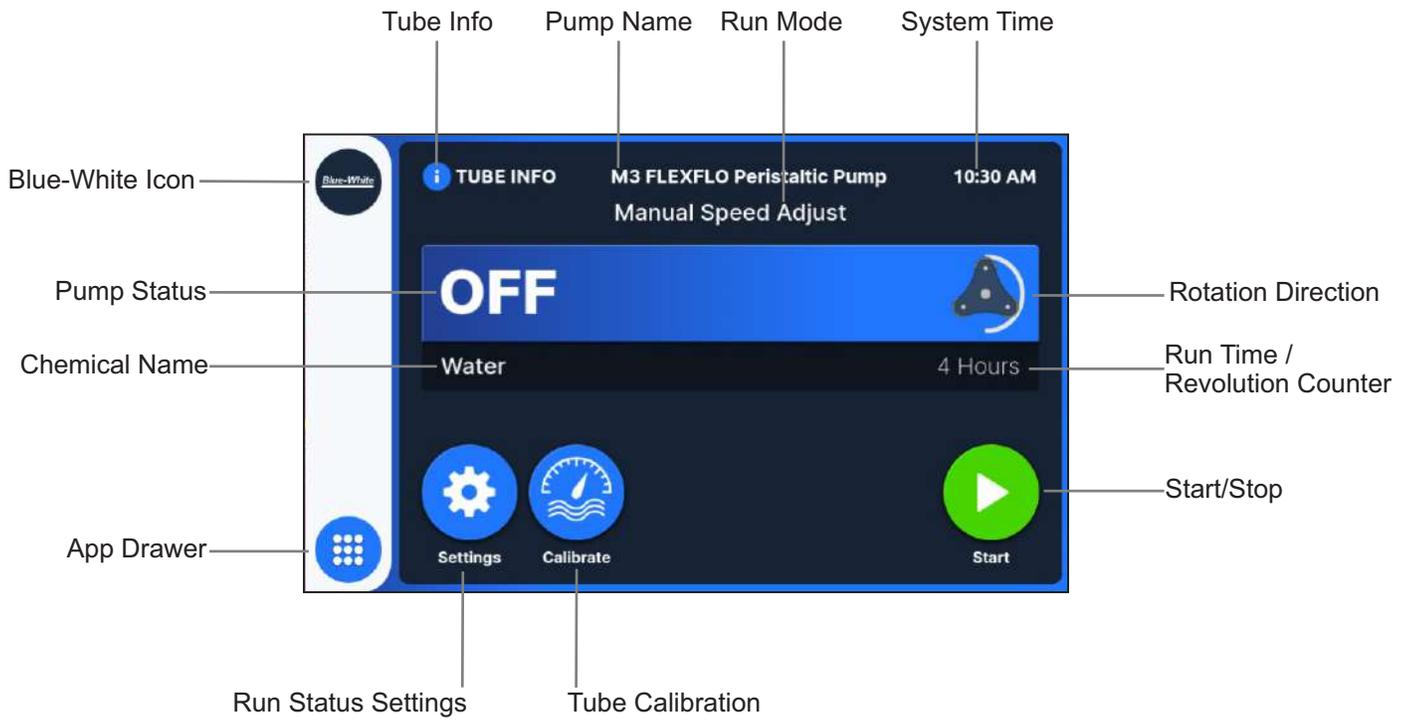 Tube Info
Pump Name
Run Mode
System Time
Blue-White Icon
Blue-White
TUBE INFO
M3 FLEXFLO Peristaltic Pump
10:30 AM
Manual Speed Adjust
Pump Status
OFF
Rotation Direction
Chemical Name
Water
4 Hours
Run Time /
Revolution Counter
Start/Stop
App Drawer
Settings
Calibrate
Start
Run Status Settings
Tube Calibration